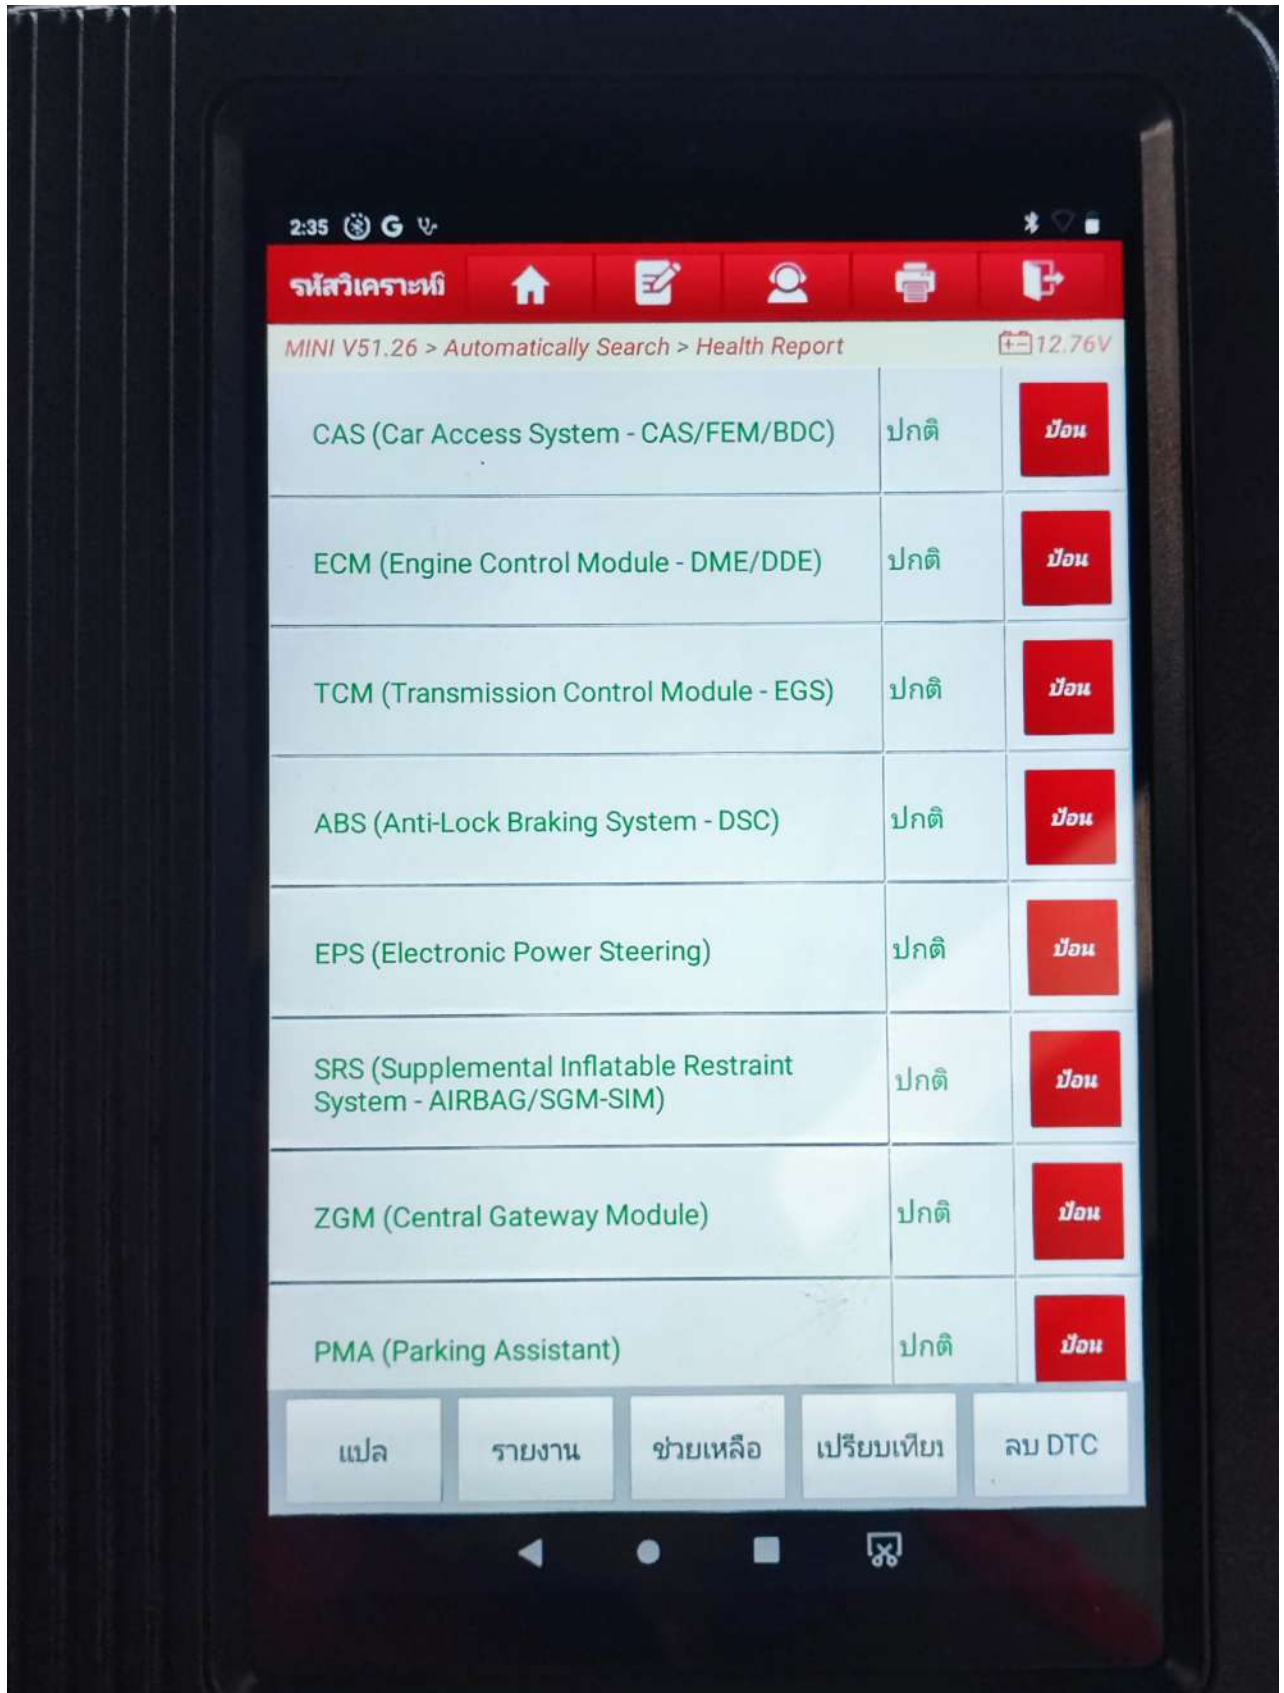 2:35 G
รหัสวิเคราะห์
MINI V51.26 > Automatically Search > Health Report 12.76V
CAS (Car Access System - CAS/FEM/BDC) ปกติ ป้อน
ECM (Engine Control Module - DME/DDE) ปกติ ป้อน
TCM (Transmission Control Module - EGS) ปกติ ป้อน
ABS (Anti-Lock Braking System - DSC) ปกติ ป้อน
EPS (Electronic Power Steering) ปกติ ป้อน
SRS (Supplemental Inflatable Restraint
System - AIRBAG/SGM-SIM) ปกติ ป้อน
ZGM (Central Gateway Module) ปกติ ป้อน
PMA (Parking Assistant) ปกติ ป้อน
แปล รายงาน ช่วยเหลือ เปรียบเทียบ ลบ DTC